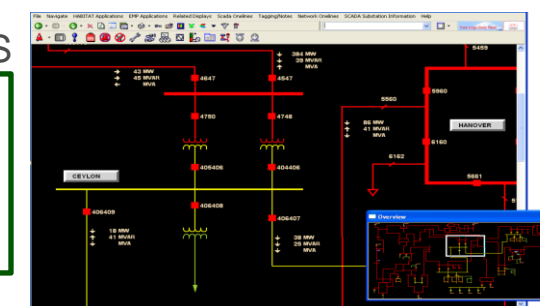 S
File Navigate HABITAT Applications EMP Applications Related Displays Scada Onelines Tagging/Notes Network Onelines SCADA Substation Information Help
384 MW
39 MVAR
MVA
43 MW
45 MVAR
MVA
4647
4547
5459
5560
5960
4750
4748
86 MW
41 MVAR
MVA
HANOVER
6160
6162
405406
404406
5661
CEYLON
406409
406408
406407
18 MW
41 MVAR
MVA
38 MW
25 MVAR
MVA
Overview